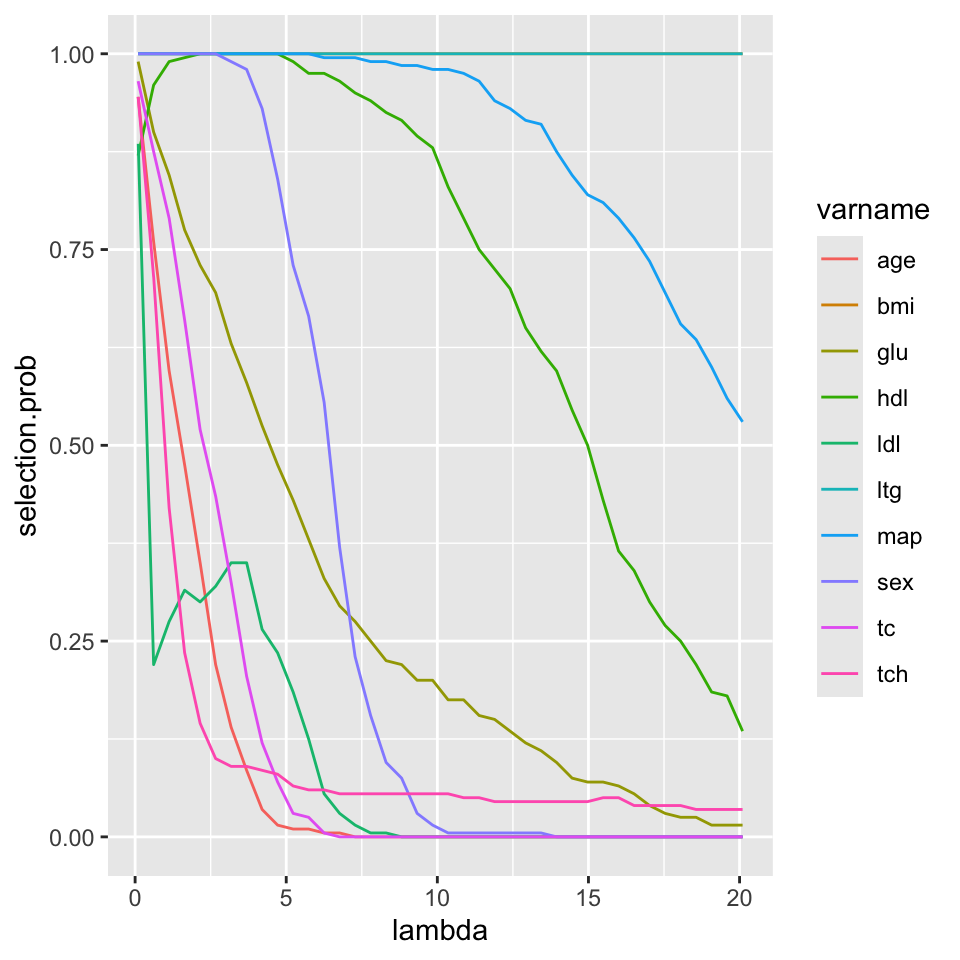 1.00
0.75
0.50
0.25
0.00
selection.prob
0
5
10
15
20
lambda
varname
age
bmi
glu
hdl
ldl
ltg
map
sex
tc
tch